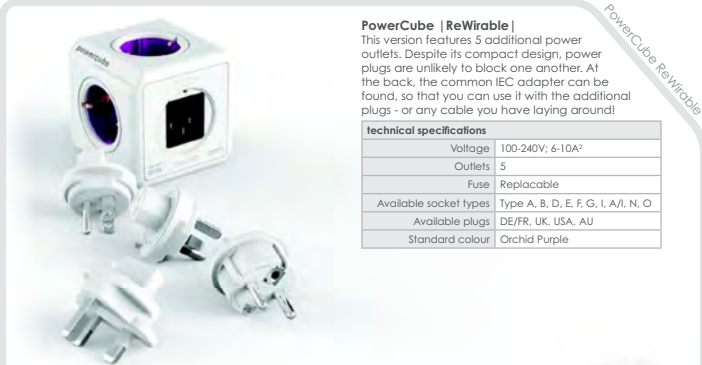 PowerCube ReWirable
PowerCube |ReWirable|
This version features 5 additional power
outlets. Despite its compact design, power
plugs are unlikely to block one another. At
the back, the common IEC adapter can be
found, so that you can use it with the additional
plugs - or any cable you have laying around!
technical specifications
Voltage 100-240V; 6-10A²
Outlets 5
Fuse Replacable
Available socket types Type A, B, D, E, F, G, I, A/I, N, O
Available plugs DE/FR, UK, USA, AU
Standard colour Orchid Purple
powercube